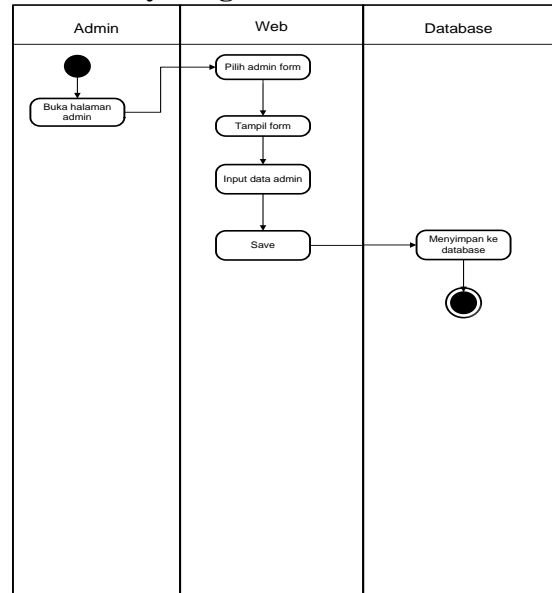 Admin
Web
Database
Buka halaman
admin
Pilih admin form
Tampil form
Input data admin
Save
Menyimpan ke
database